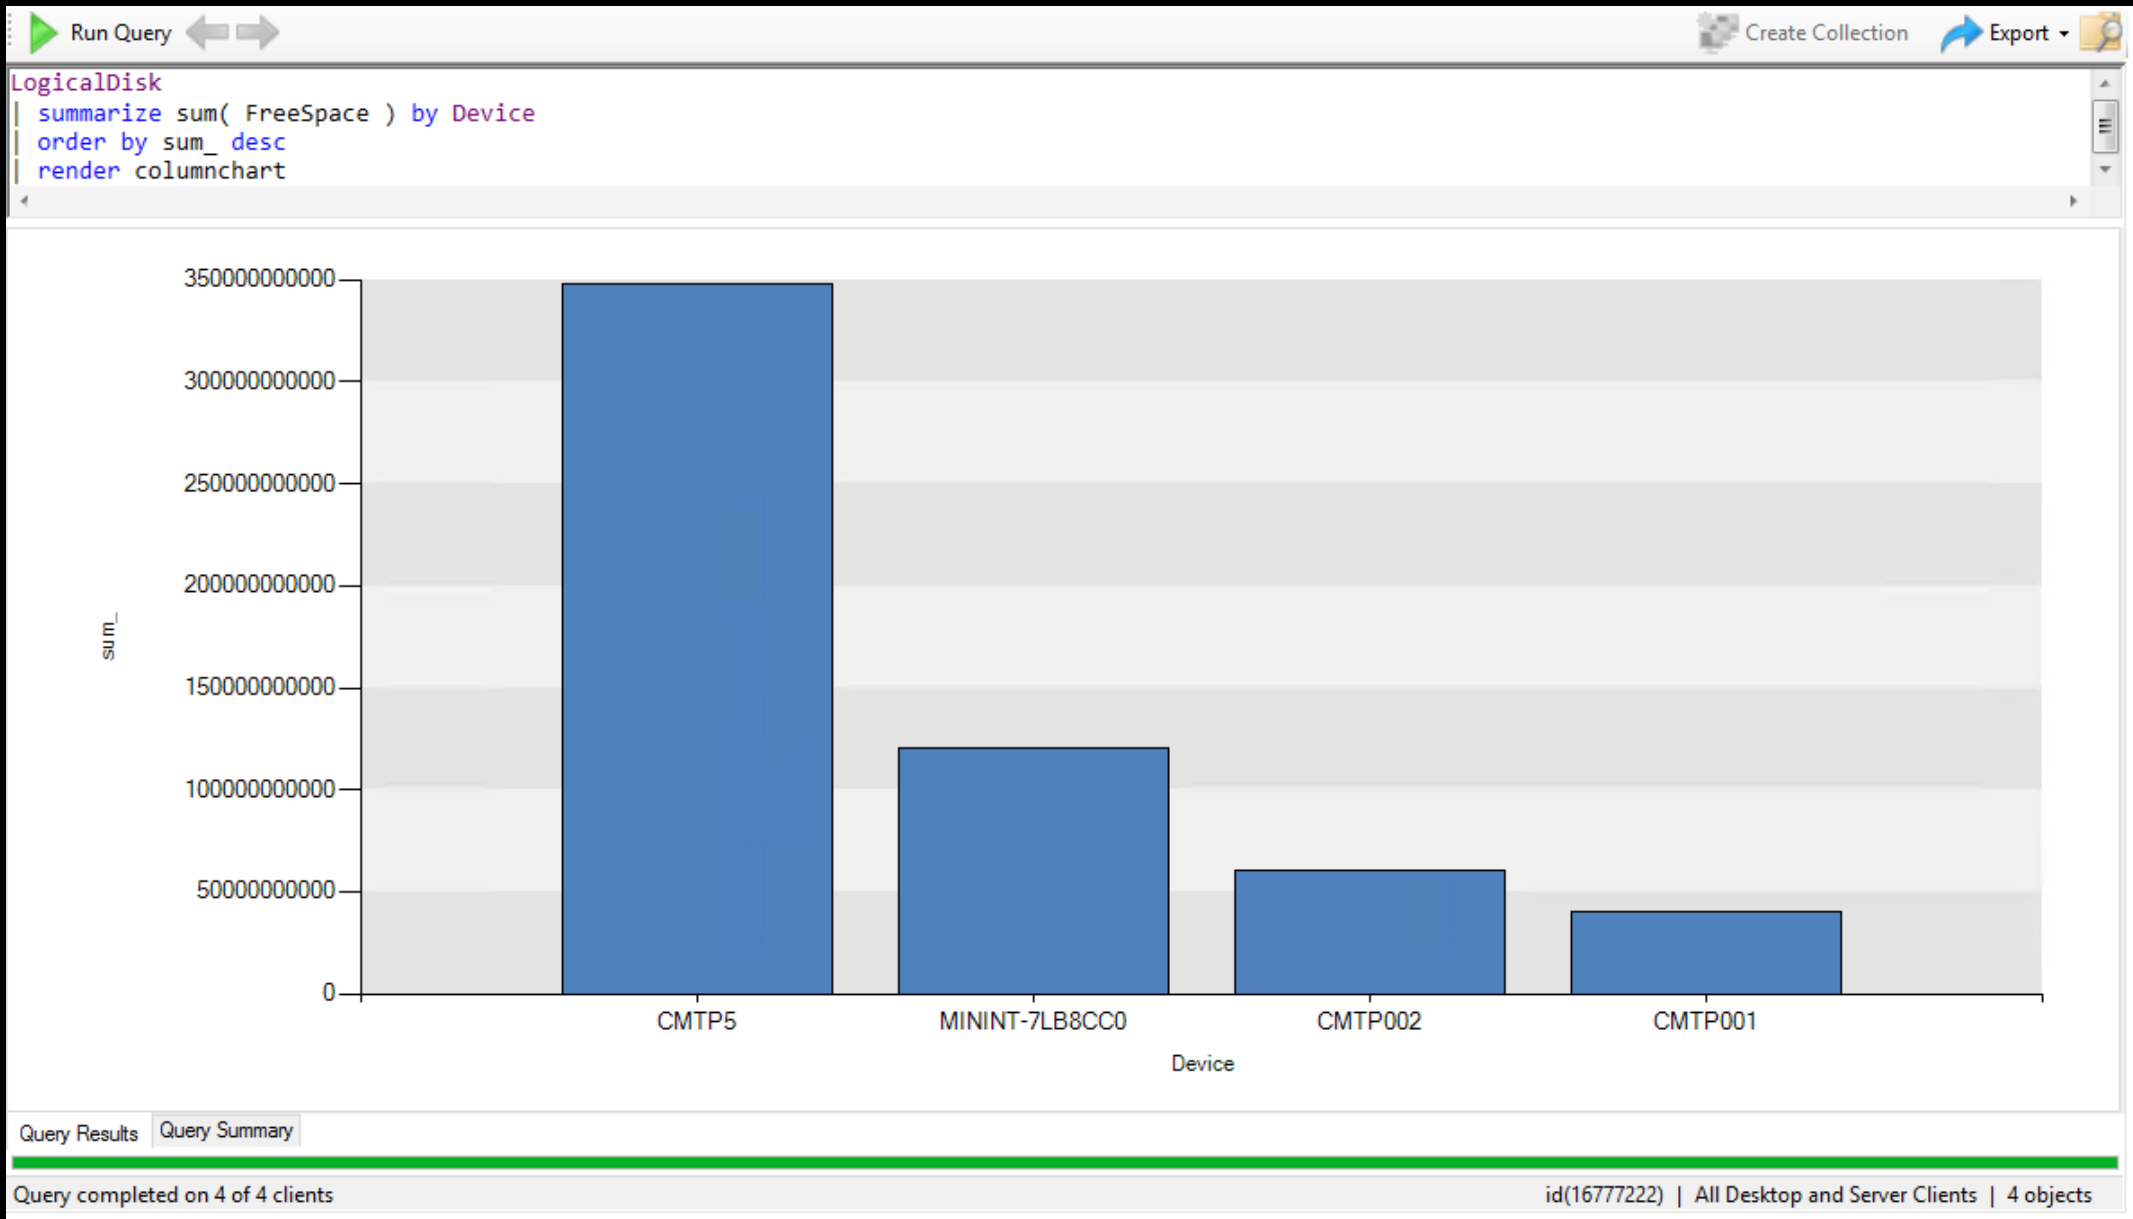 Run Query
Create Collection
Export
LogicalDisk
| summarize sum( FreeSpace ) by Device
| order by sum_ desc
| render columnchart
350000000000
300000000000
250000000000
200000000000
150000000000
100000000000
50000000000
0
sum_
CMTP5
MININT-7LB8CC0
CMTP002
CMTP001
Device
Query Results
Query Summary
Query completed on 4 of 4 clients
id(16777222) | All Desktop and Server Clients | 4 objects